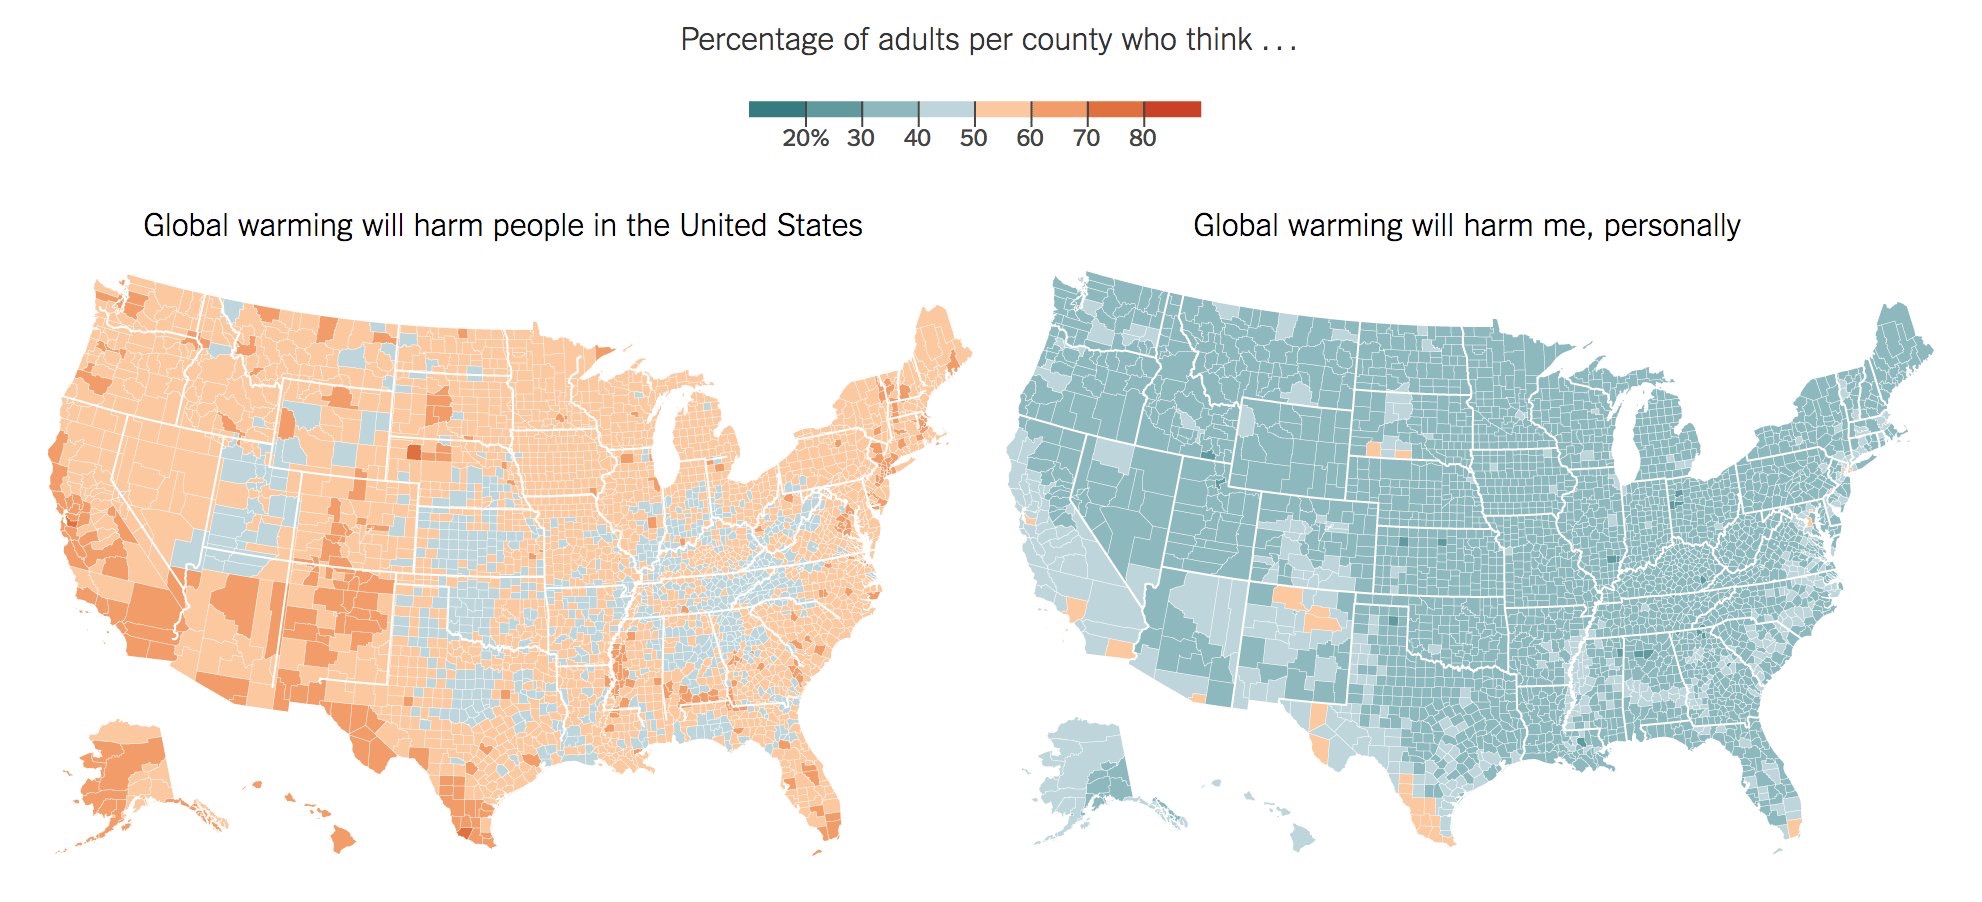 Percentage of adults per county who think . . .
20% 30 40 50 60 70 80
Global warming will harm people in the United States
Global warming will harm me, personally